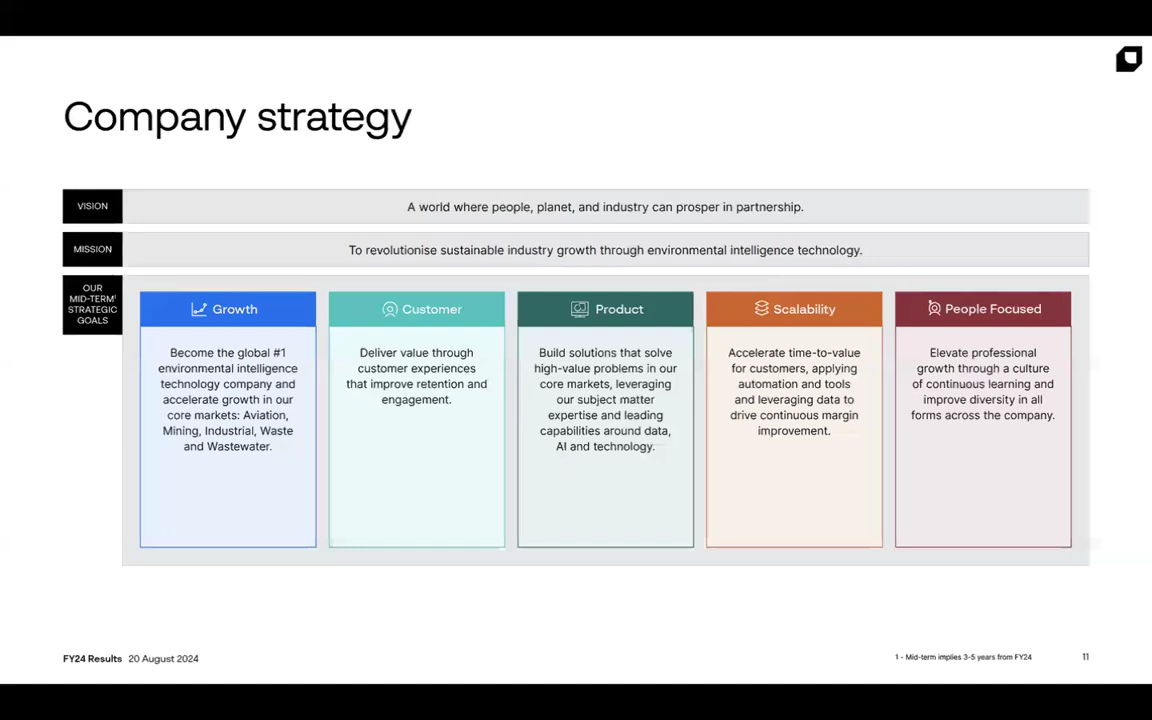 Company strategy
VISION
A world where people, planet, and industry can prosper in partnership.
MISSION
To revolutionise sustainable industry growth through environmental intelligence technology.
OUR
MID-TERM¹
STRATEGIC
GOALS
Growth
Become the global #1
environmental intelligence
technology company and
accelerate growth in our
core markets: Aviation,
Mining, Industrial, Waste
and Wastewater.
Customer
Deliver value through
customer experiences
that improve retention and
engagement.
Product
Build solutions that solve
high-value problems in our
core markets, leveraging
our subject matter
expertise and leading
capabilities around data,
AI and technology.
Scalability
Accelerate time-to-value
for customers, applying
automation and tools
and leveraging data to
drive continuous margin
improvement.
People Focused
Elevate professional
growth through a culture
of continuous learning and
improve diversity in all
forms across the company.
FY24 Results 20 August 2024
1 - Mid-term implies 3-5 years from FY24
11